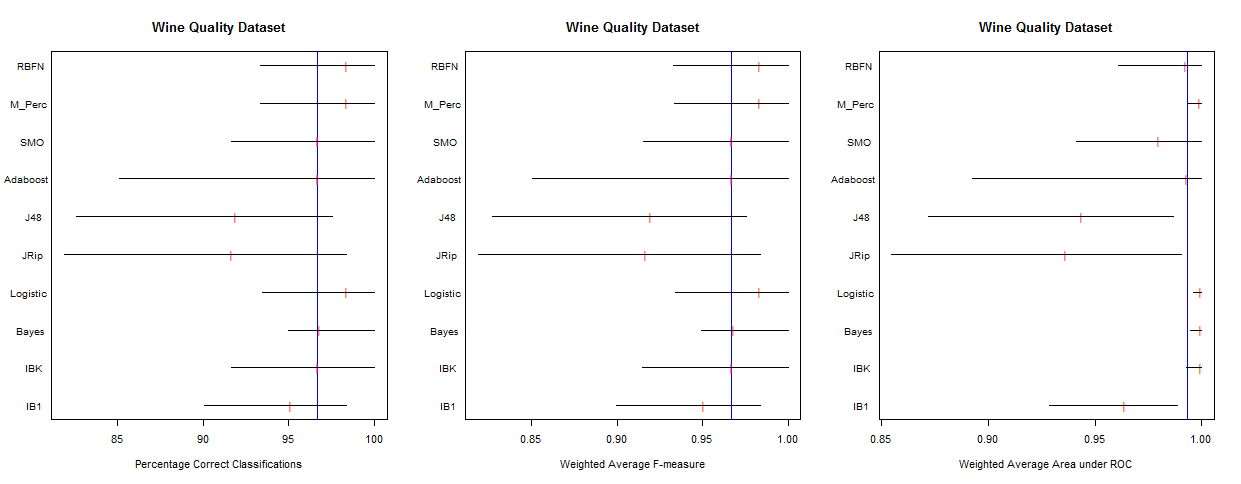 Wine Quality Dataset
RBFN
M_Perc
SMO
Adaboost
J48
JRip
Logistic
Bayes
IBK
IB1
85 90 95 100
Percentage Correct Classifications
Wine Quality Dataset
RBFN
M_Perc
SMO
Adaboost
J48
JRip
Logistic
Bayes
IBK
IB1
0.85 0.90 0.95 1.00
Weighted Average F-measure
Wine Quality Dataset
RBFN
M_Perc
SMO
Adaboost
J48
JRip
Logistic
Bayes
IBK
IB1
0.85 0.90 0.95 1.00
Weighted Average Area under ROC